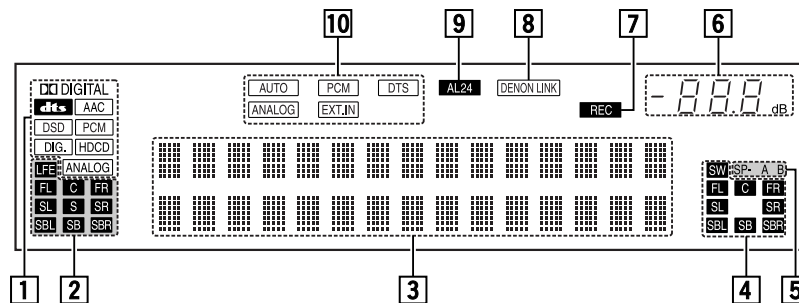 10 9 8 7 6
DIGITAL
dts AAC
DSD PCM
DIG. HDCD
ANALOG
LFE
FL C FR
SL S SR
SBL SB SBR
AUTO PCM DTS
ANALOG EXT.IN
AL24
DENON LINK
REC
-88.8 dB
SW SP- A B
FL C FR
SL SR
SBL SB SBR
1 2 3 4 5